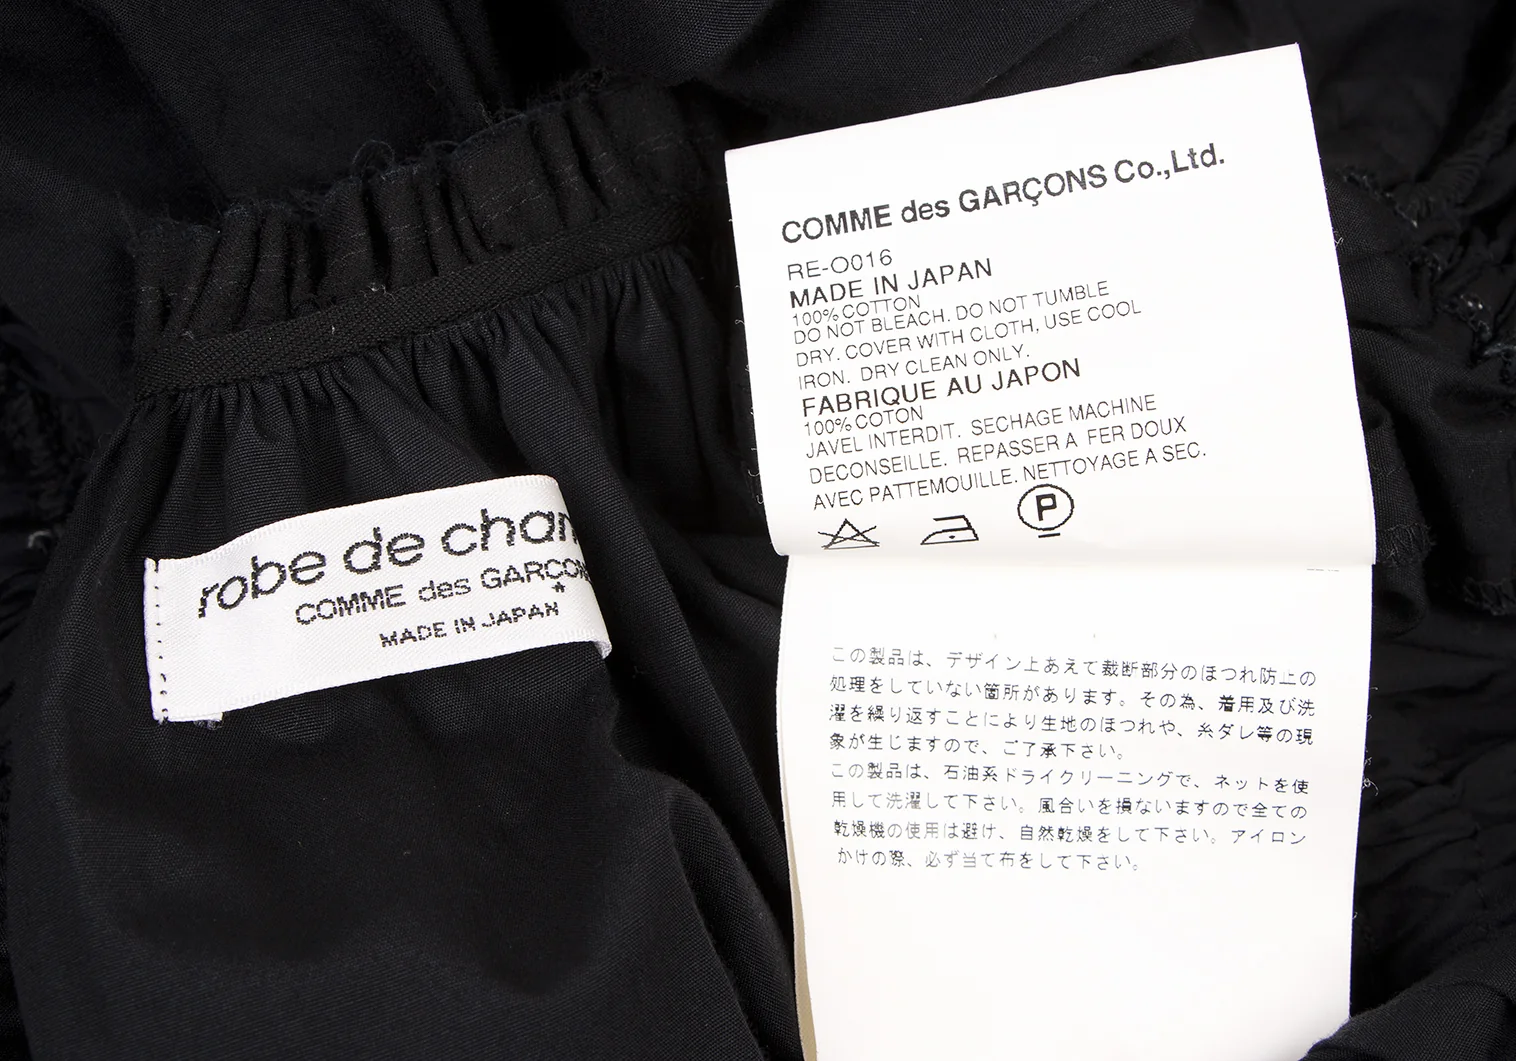 robe de chan
COMME des GARÇONS
MADE IN JAPAN
COMME des GARÇONS Co.,Ltd.
RE-O016
MADE IN JAPAN
100% COTTON
DO NOT BLEACH. DO NOT TUMBLE
DRY. COVER WITH CLOTH, USE COOL
IRON. DRY CLEAN ONLY.
FABRIQUE AU JAPON
100% COTON
JAVEL INTERDIT. SECHAGE MACHINE
DECONSEILLE. REPASSER A FER DOUX
AVEC PATTEMOUILLE. NETTOYAGE A SEC.
P
この製品は、デザイン上あえて裁断部分のほつれ防止の
処理をしていない箇所があります。その為、着用及び洗
濯を繰り返すことにより生地のほつれや、糸ダレ等の現
象が生じますので、ご了承下さい。
この製品は、石油系ドライクリーニングで、ネットを使
用して洗濯して下さい。風合いを損ないますので全ての
乾燥機の使用は避け、自然乾燥をして下さい。アイロン
かけの際、必ず当て布をして下さい。